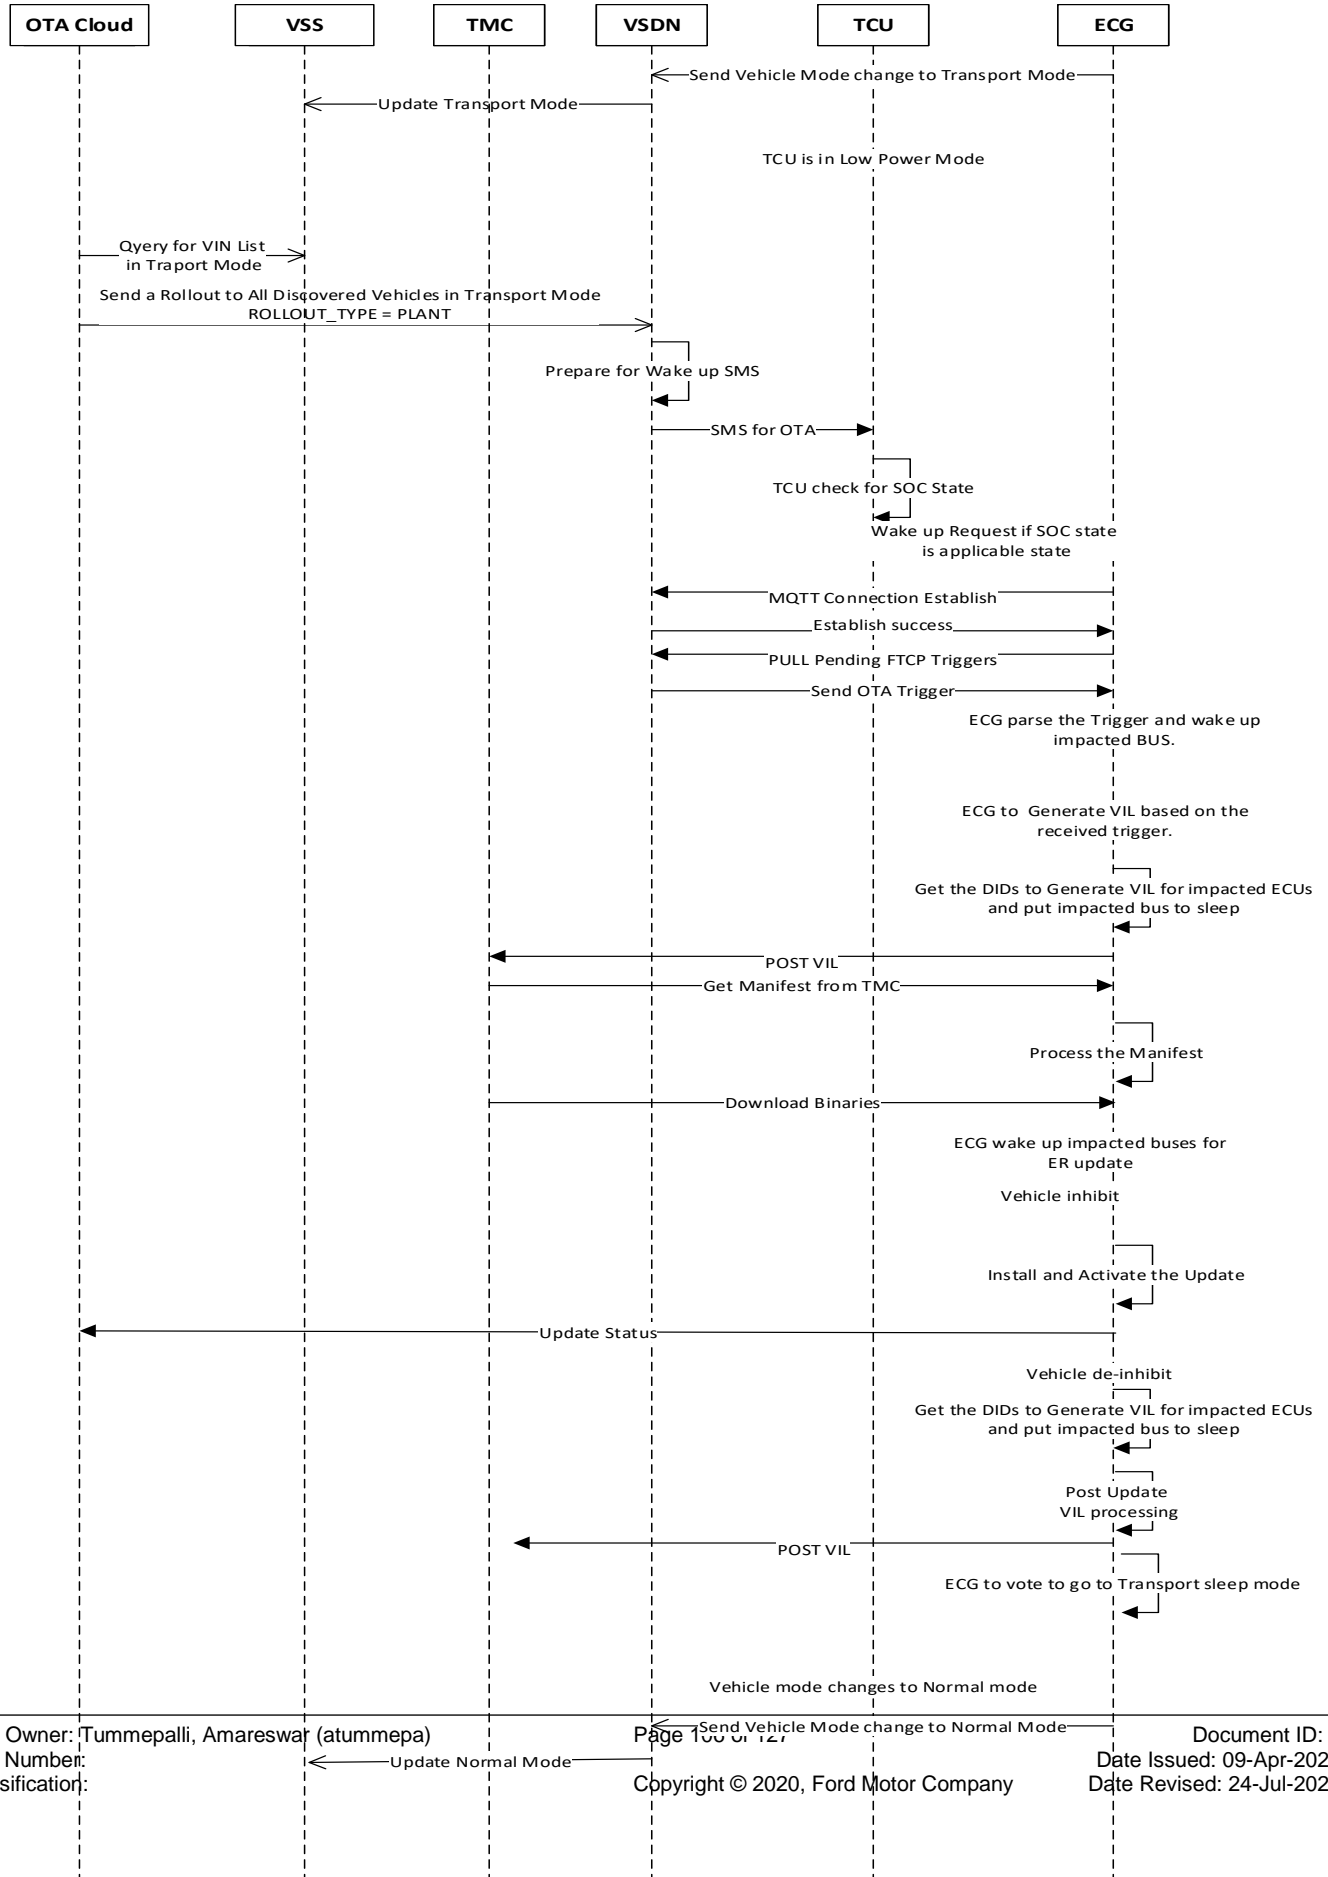 OTA Cloud VSS TMC VSDN TCU ECG
Send Vehicle Mode change to Transport Mode
Update Transport Mode
TCU is in Low Power Mode
Qyery for VIN List
in Traport Mode
Send a Rollout to All Discovered Vehicles in Transport Mode
ROLLOUT_TYPE = PLANT
Prepare for Wake up SMS
SMS for OTA
TCU check for SOC State
Wake up Request if SOC state
is applicable state
MQTT Connection Establish
Establish success
PULL Pending FTCP Triggers
Send OTA Trigger
ECG parse the Trigger and wake up
impacted BUS.
ECG to Generate VIL based on the
received trigger.
Get the DIDs to Generate VIL for impacted ECUs
and put impacted bus to sleep
POST VIL
Get Manifest from TMC
Process the Manifest
Download Binaries
ECG wake up impacted buses for
ER update
Vehicle inhibit
Install and Activate the Update
Update Status
Vehicle de-inhibit
Get the DIDs to Generate VIL for impacted ECUs
and put impacted bus to sleep
Post Update
VIL processing
POST VIL
ECG to vote to go to Transport sleep mode
Vehicle mode changes to Normal mode
Send Vehicle Mode change to Normal Mode
Owner: Tummepalli, Amareswar (atummepa) Page of 127 Document ID:
Update Normal Mode
Number: Date Issued: 09-Apr-202
sification: Copyright © 2020, Ford Motor Company Date Revised: 24-Jul-202